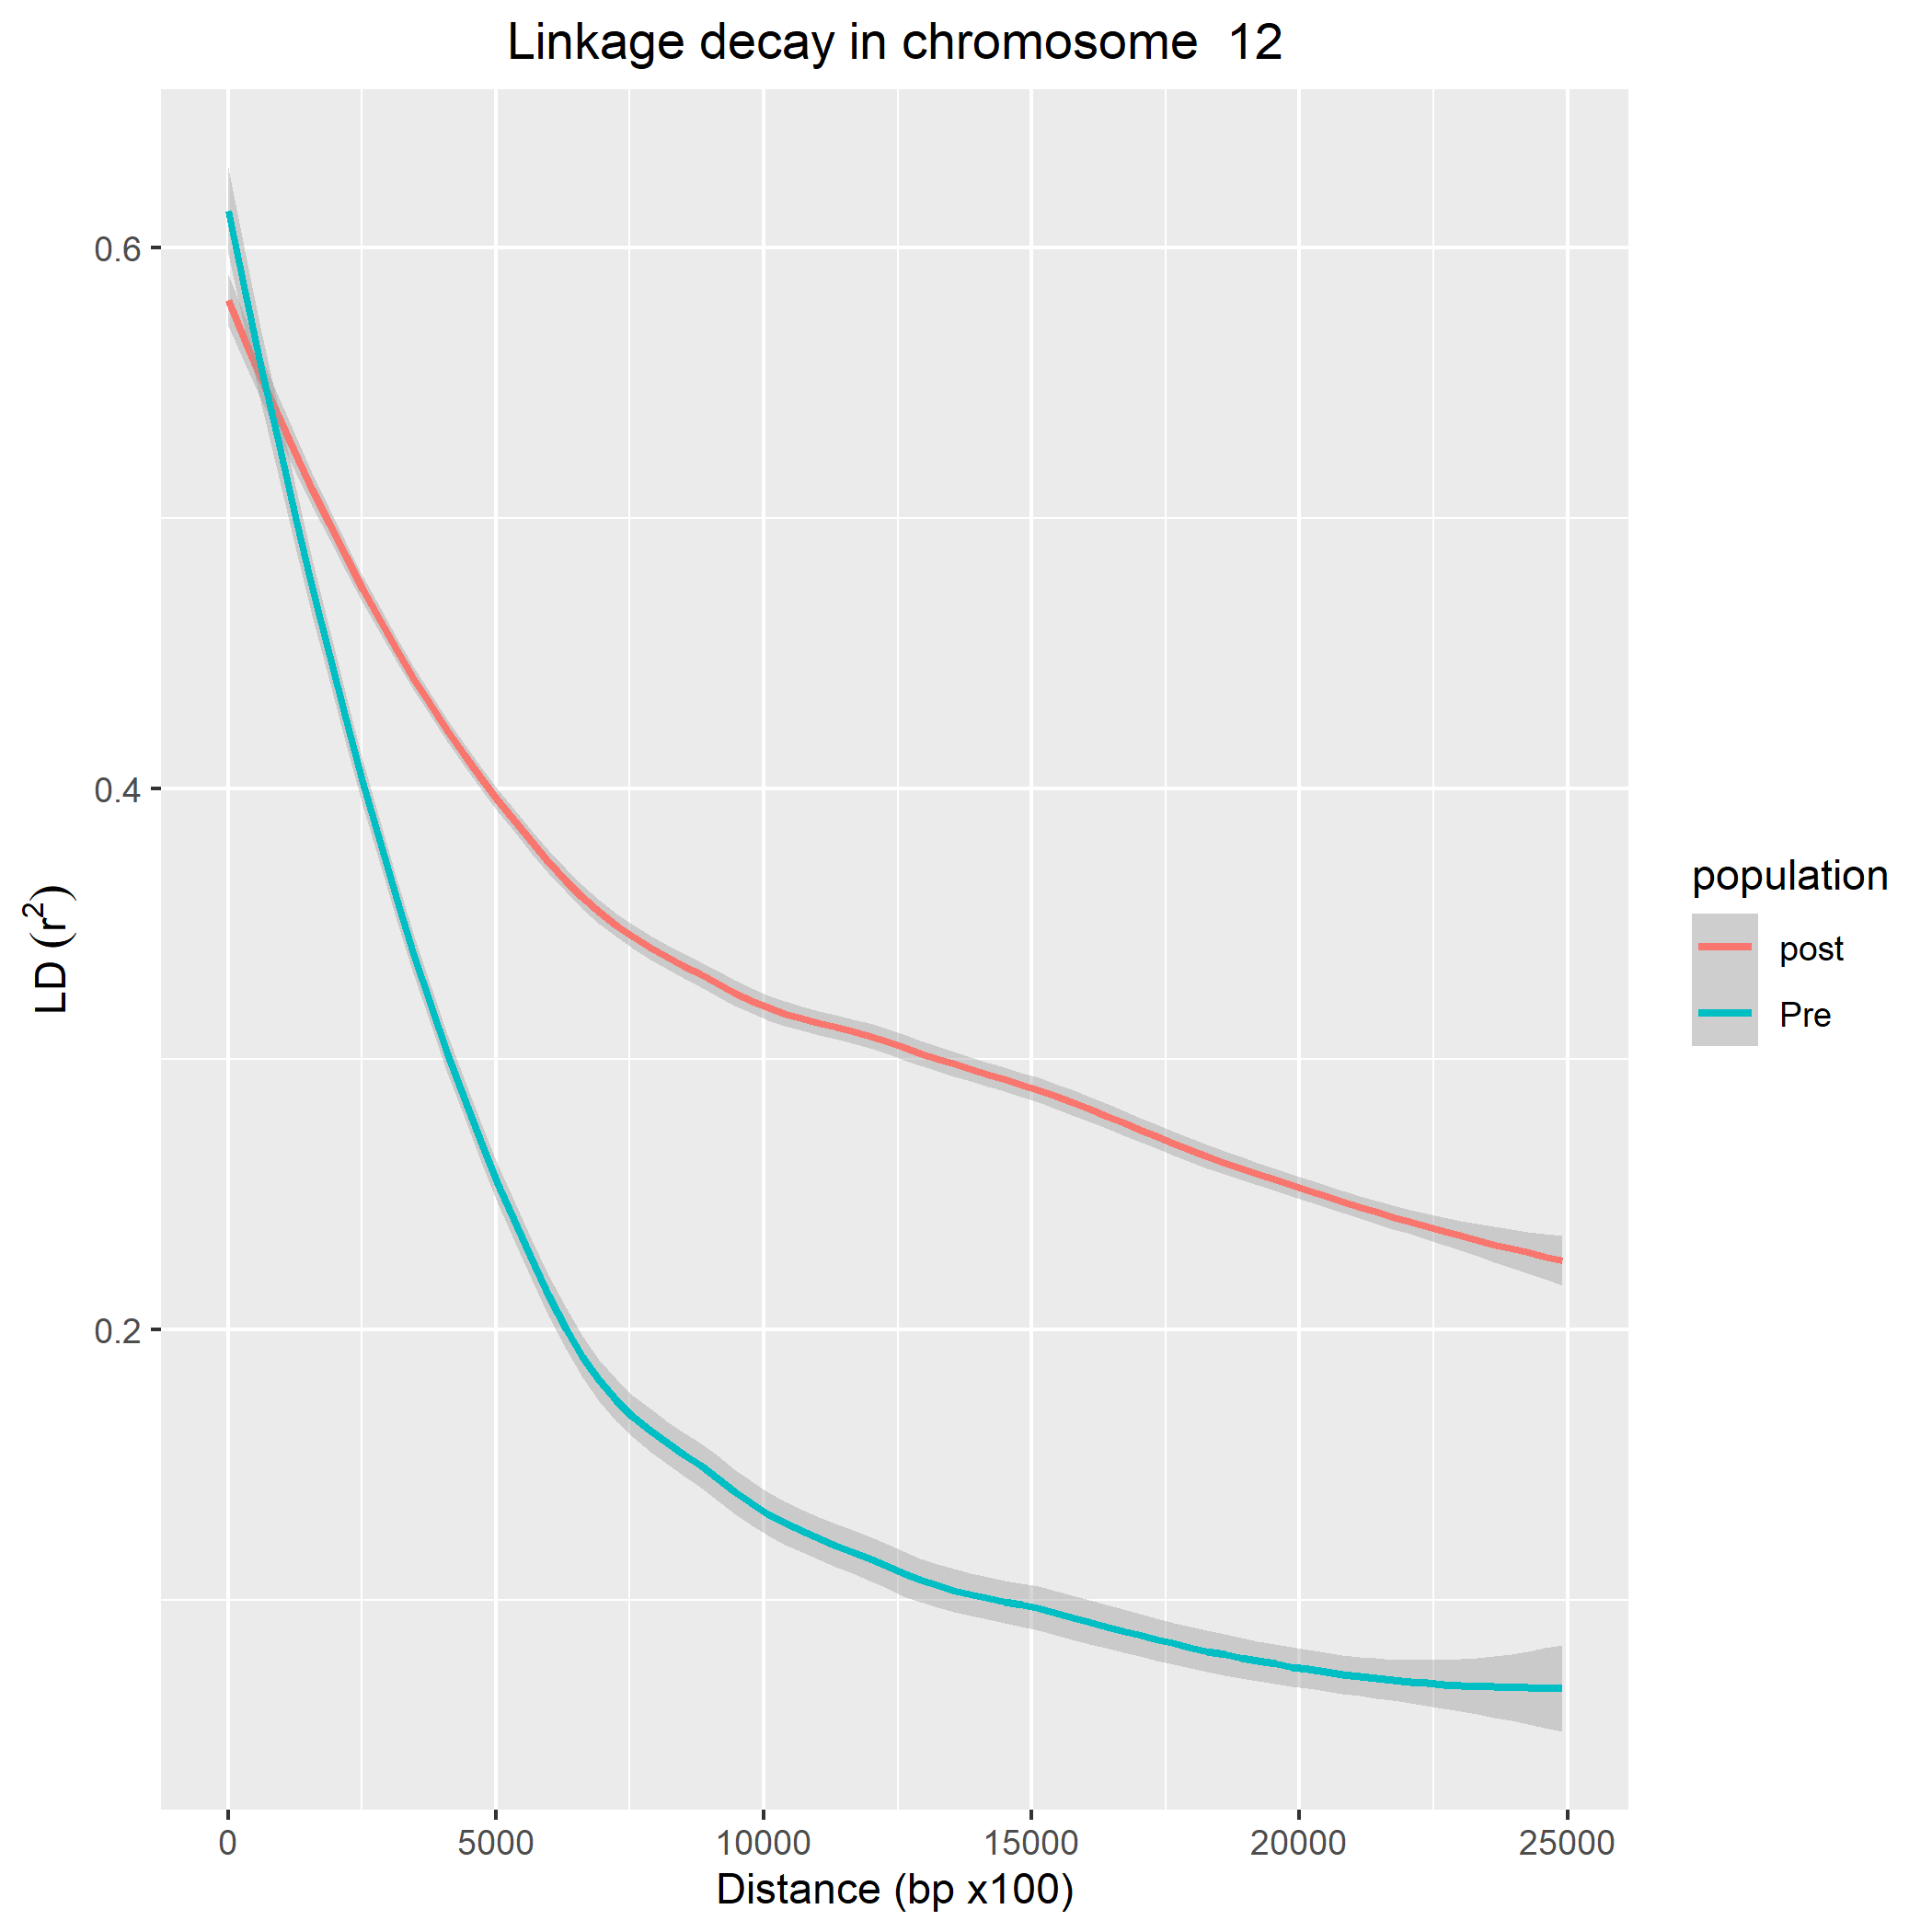 Linkage decay in chromosome  12
0.6
0.4
0.2
LD (r²)
0
5000
10000
15000
20000
25000
Distance (bp x100)
population
post
Pre